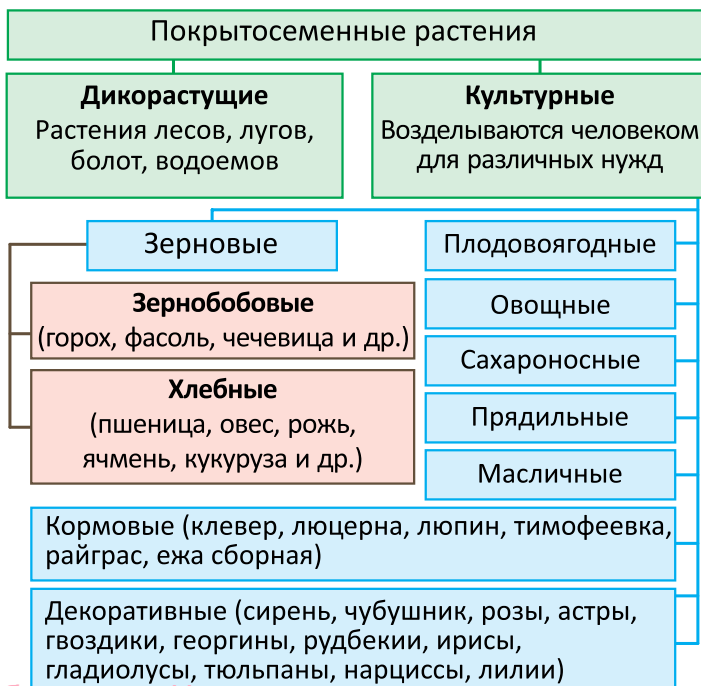 Покрытосеменные растения
Дикорастущие
Растения лесов, лугов,
болот, водоемов
Культурные
Возделываются человеком
для различных нужд
Зерновые
Зернобобовые
(горох, фасоль, чечевица и др.)
Хлебные
(пшеница, овес, рожь,
ячмень, кукуруза и др.)
Плодовоягодные
Овощные
Сахароносные
Прядильные
Масличные
Кормовые (клевер, люцерна, люпин, тимофеевка,
райграс, ежа сборная)
Декоративные (сирень, чубушник, розы, астры,
гвоздики, георгины, рудбекии, ирисы,
гладиолусы, тюльпаны, нарциссы, лилии)